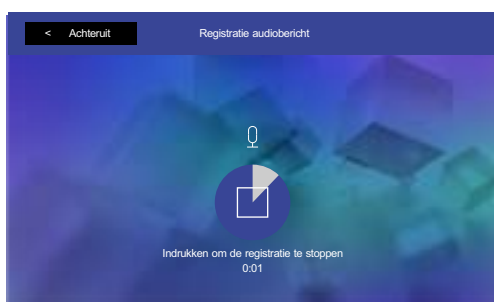 < Achteruit
Registratie audiobericht
Indrukken om de registratie te stoppen
0:01